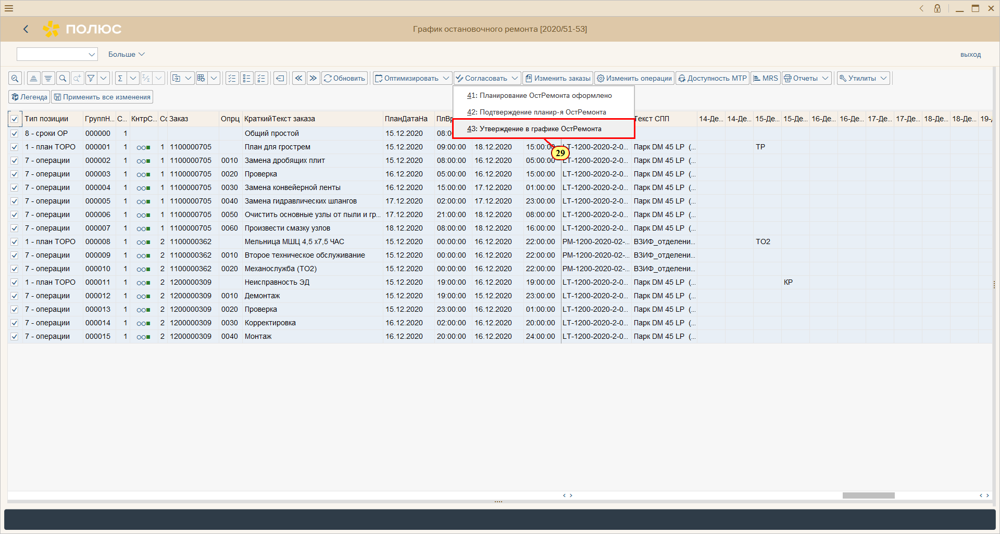 ПОЛЮС
График остановочного ремонта [2020/51-53]
Больше
выход
Обновить Оптимизировать Согласовать Изменить заказы Изменить операции Доступность МТР MRS Отчеты Утилиты
Легенда Применить все изменения
41: Планирование ОстРемонта оформлено
42: Подтверждение планир-я ОстРемонта
43: Утверждение в графике ОстРемонта
29
Тип позиции ГруппН... С... КнтрС... Сс Заказ Опрц КраткийТекст заказа ПланДатаНа ПлВр Текст СПП 14-Де... 14-Де... 15-Де... 15-Де... 16-Де... 16-Де... 17-Де... 17-Де... 18-Де... 18-Де... 19-Д
8 - сроки ОР 000000 1 Общий простой 15.12.2020 08:0
1 - план ТОРО 000001 1 1 1100000705 План для грострем 15.12.2020 09:00:00 18.12.2020 15:00:00 LT-1200-2020-2-0... Парк DM 45 LP (... ТР
7 - операции 000002 1 1 1100000705 0010 Замена дробящих плит 15.12.2020 08:00:00 16.12.2020 05:00:00 LT-1200-2020-2-0... Парк DM 45 LP (...
7 - операции 000003 1 1 1100000705 0020 Проверка 16.12.2020 05:00:00 16.12.2020 15:00:00 LT-1200-2020-2-0... Парк DM 45 LP (...
7 - операции 000004 1 1 1100000705 0030 Замена конвейерной ленты 16.12.2020 15:00:00 17.12.2020 01:00:00 LT-1200-2020-2-0... Парк DM 45 LP (...
7 - операции 000005 1 1 1100000705 0040 Замена гидравлических шлангов 17.12.2020 02:00:00 17.12.2020 23:00:00 LT-1200-2020-2-0... Парк DM 45 LP (...
7 - операции 000006 1 1 1100000705 0050 Очистить основные узлы от пыли и гр... 17.12.2020 21:00:00 18.12.2020 08:00:00 LT-1200-2020-2-0... Парк DM 45 LP (...
7 - операции 000007 1 1 1100000705 0060 Произвести смазку узлов 18.12.2020 08:00:00 18.12.2020 16:00:00 LT-1200-2020-2-0... Парк DM 45 LP (...
1 - план ТОРО 000008 1 2 1100000362 Мельница МШЦ 4,5 х7,5 ЧАС 15.12.2020 00:00:00 16.12.2020 22:00:00 PM-1200-2020-02-... ВЗИФ_отделени... ТО2
7 - операции 000009 1 2 1100000362 0010 Второе техническое обслуживание 15.12.2020 00:00:00 16.12.2020 22:00:00 PM-1200-2020-02-... ВЗИФ_отделени...
7 - операции 000010 1 2 1100000362 0020 Механослужба (ТО2) 15.12.2020 00:00:00 16.12.2020 22:00:00 PM-1200-2020-02-... ВЗИФ_отделени...
1 - план ТОРО 000011 1 2 1200000309 Неисправность ЭД 15.12.2020 19:00:00 16.12.2020 19:00:00 LT-1200-2020-2-0... Парк DM 45 LP (... КР
7 - операции 000012 1 2 1200000309 0010 Демонтаж 15.12.2020 19:00:00 15.12.2020 23:00:00 LT-1200-2020-2-0... Парк DM 45 LP (...
7 - операции 000013 1 2 1200000309 0020 Проверка 15.12.2020 23:00:00 16.12.2020 01:00:00 LT-1200-2020-2-0... Парк DM 45 LP (...
7 - операции 000014 1 2 1200000309 0030 Корректировка 16.12.2020 02:00:00 16.12.2020 20:00:00 LT-1200-2020-2-0... Парк DM 45 LP (...
7 - операции 000015 1 2 1200000309 0040 Монтаж 16.12.2020 20:00:00 16.12.2020 24:00:00 LT-1200-2020-2-0... Парк DM 45 LP (...